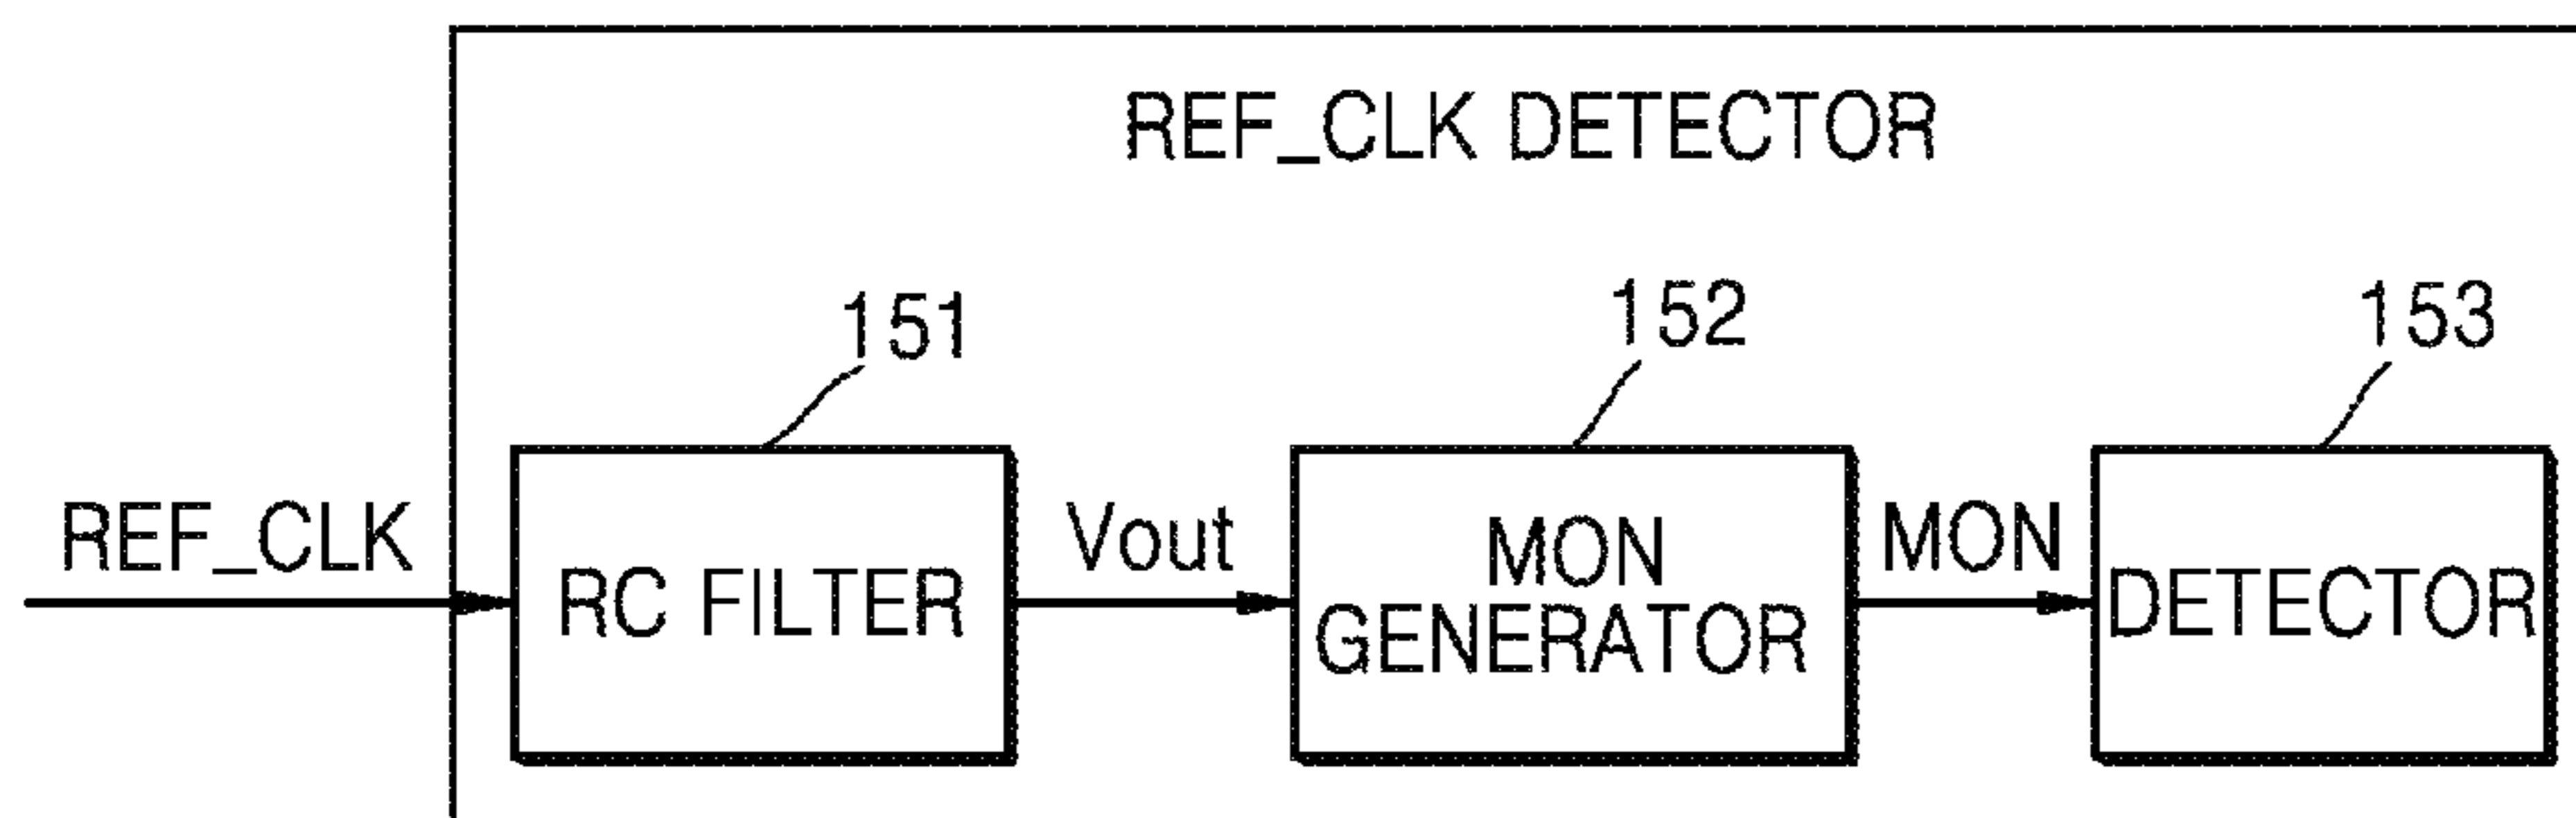 REF_CLK DETECTOR
151
152
153
REF_CLK
RC FILTER
Vout
MON
GENERATOR
MON
DETECTOR